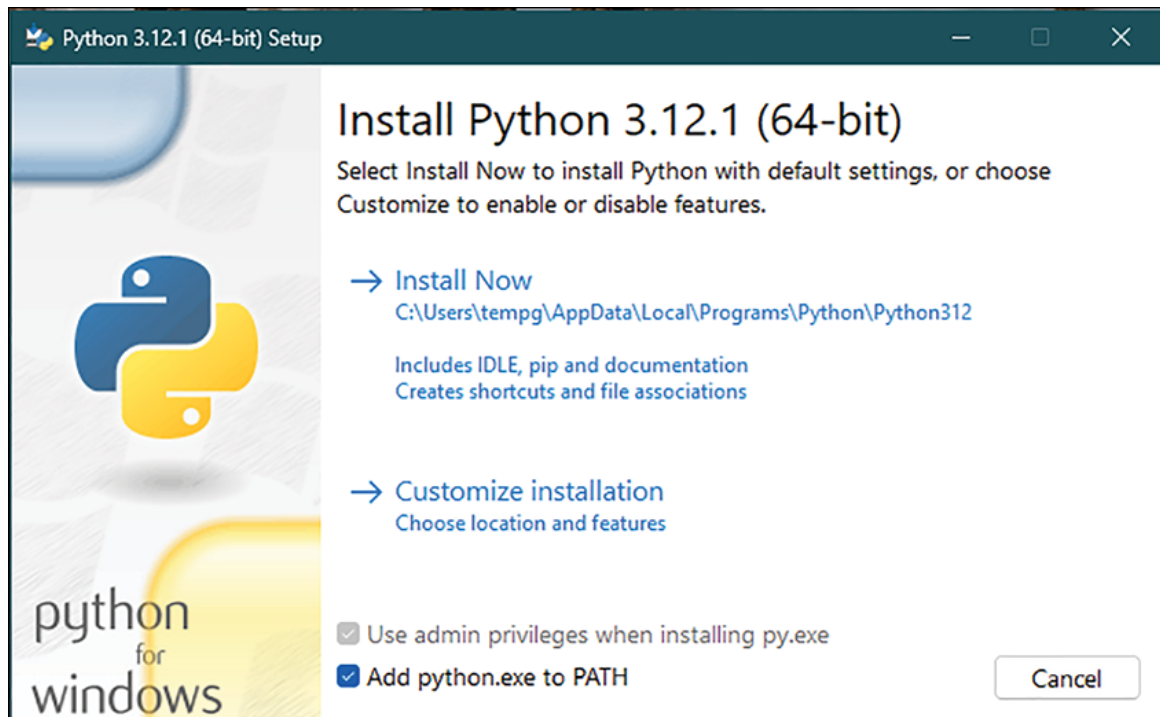 Python 3.12.1 (64-bit) Setup
Install Python 3.12.1 (64-bit)
Select Install Now to install Python with default settings, or choose
Customize to enable or disable features.
Install Now
C:\Users\tempg\AppData\Local\Programs\Python\Python312
Includes IDLE, pip and documentation
Creates shortcuts and file associations
Customize installation
Choose location and features
python
for
windows
Use admin privileges when installing py.exe
Add python.exe to PATH
Cancel